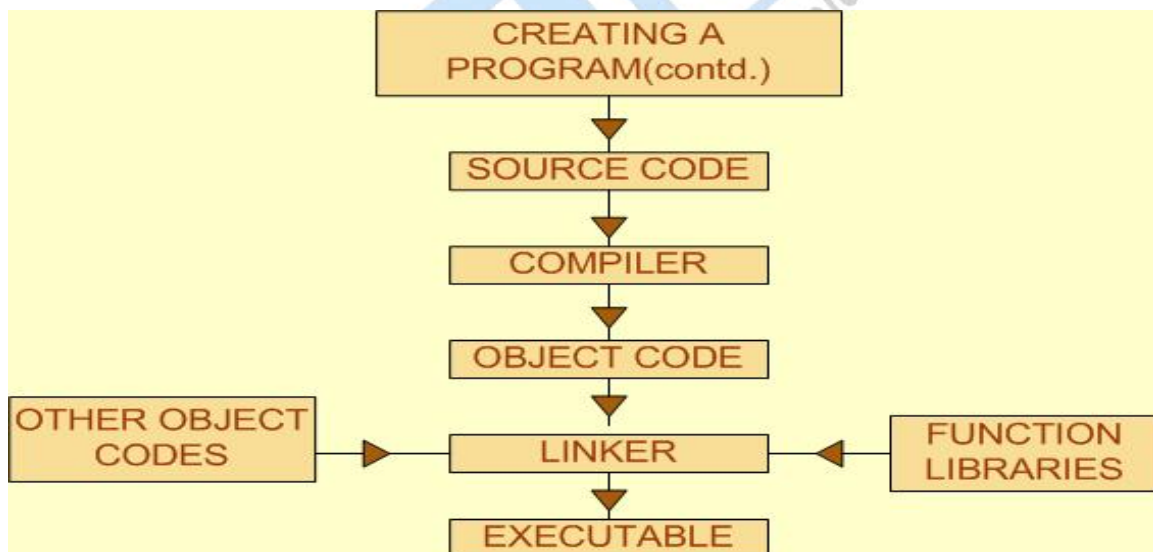 CREATING A
PROGRAM(contd.)
SOURCE CODE
COMPILER
OBJECT CODE
OTHER OBJECT
CODES
LINKER
FUNCTION
LIBRARIES
EXECUTABLE